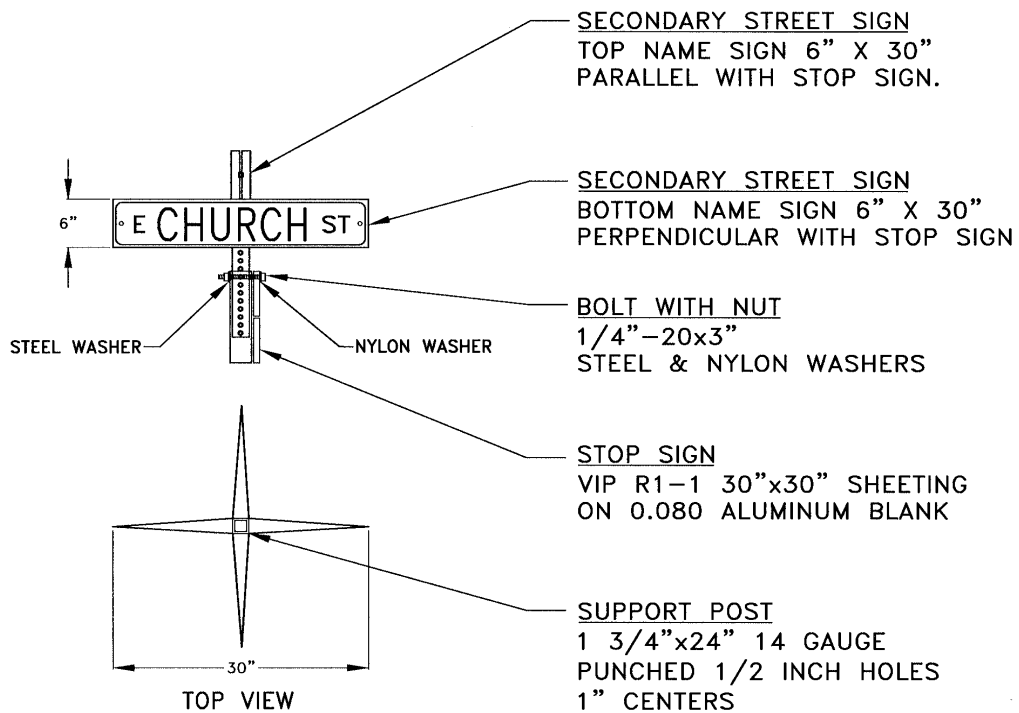 SECONDARY STREET SIGN
TOP NAME SIGN 6” X 30”
PARALLEL WITH STOP SIGN.
6”
E CHURCH ST
SECONDARY STREET SIGN
BOTTOM NAME SIGN 6” X 30”
PERPENDICULAR WITH STOP SIGN
STEEL WASHER
NYLON WASHER
BOLT WITH NUT
1/4”−20x3”
STEEL & NYLON WASHERS
STOP SIGN
VIP R1−1 30”x30” SHEETING
ON 0.080 ALUMINUM BLANK
30”
TOP VIEW
SUPPORT POST
1 3/4”x24” 14 GAUGE
PUNCHED 1/2 INCH HOLES
1” CENTERS